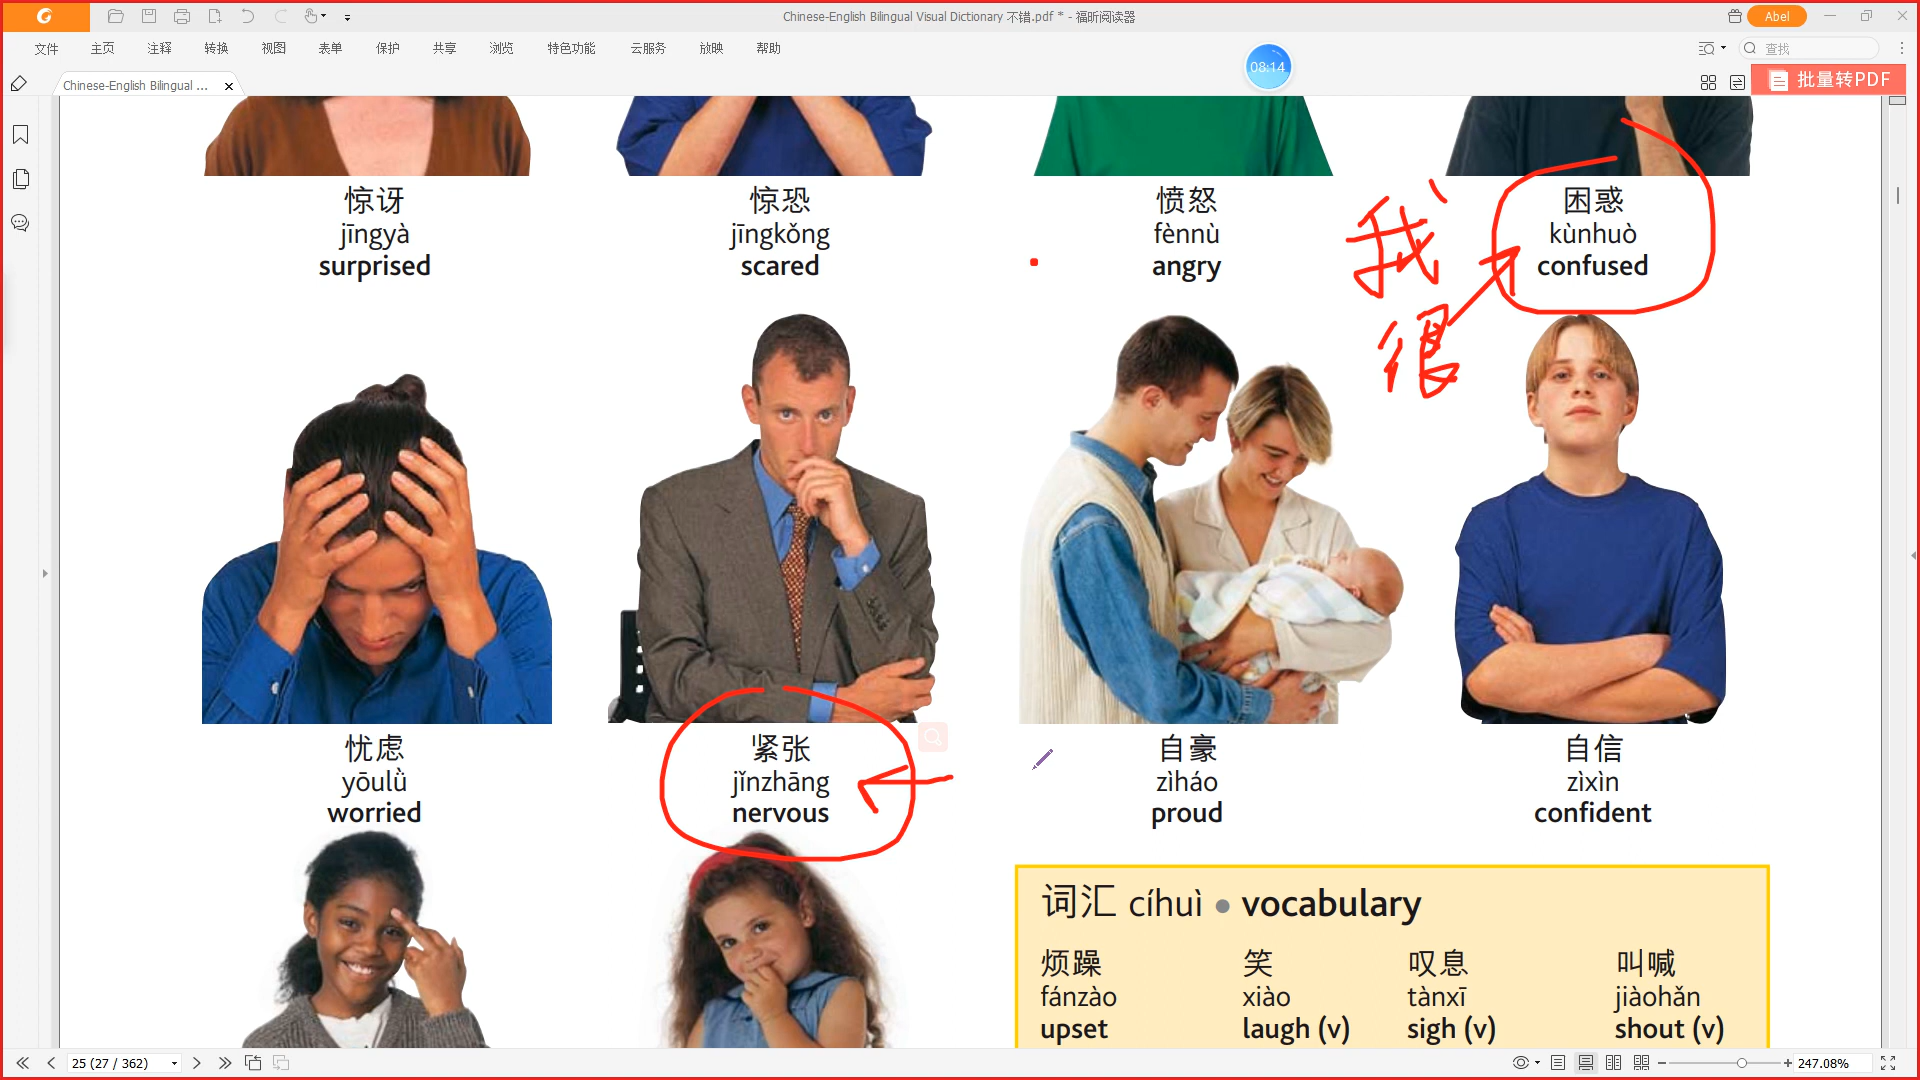 Chinese-English Bilingual Visual Dictionary 不错.pdf * - 福昕阅读器
Abel
文件 主页 注释 转换 视图 表单 保护 共享 浏览 特色功能 云服务 放映 帮助
08:14
查找
Chinese-English Bilingual ...
批量转PDF
惊讶
jīngyà
surprised
惊恐
jīngkǒng
scared
愤怒
fènnù
angry
我
很
困惑
kùnhuò
confused
忧虑
yōulǜ
worried
紧张
jǐnzhāng
nervous
自豪
zìháo
proud
自信
zìxìn
confident
词汇 cíhuì ● vocabulary
烦躁
fánzào
upset
笑
xiào
laugh (v)
叹息
tànxī
sigh (v)
叫喊
jiàohǎn
shout (v)
25 (27 / 362)
247.08%